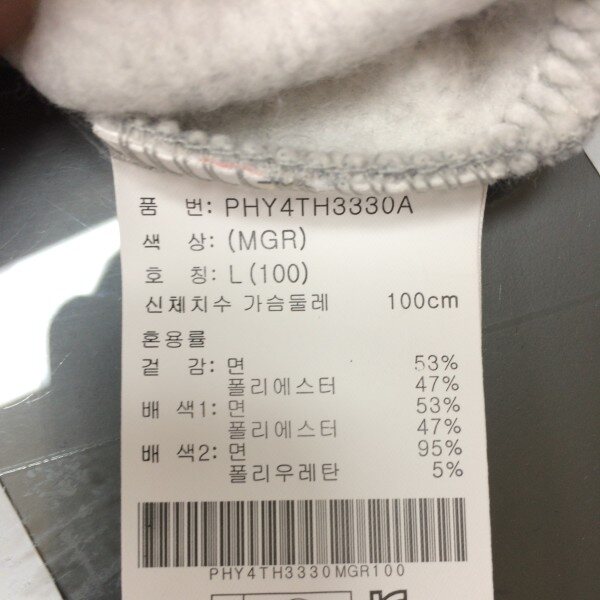 품 번: PHY4TH3330A
색 상: (MGR)
호 칭: L(100)
신체치수 가슴둘레 100cm
혼용률
겉 감: 면 53%
폴리에스터 47%
배 색1: 면 53%
폴리에스터 47%
배 색2: 면 95%
폴리우레탄 5%
PHY4TH3330MGR100